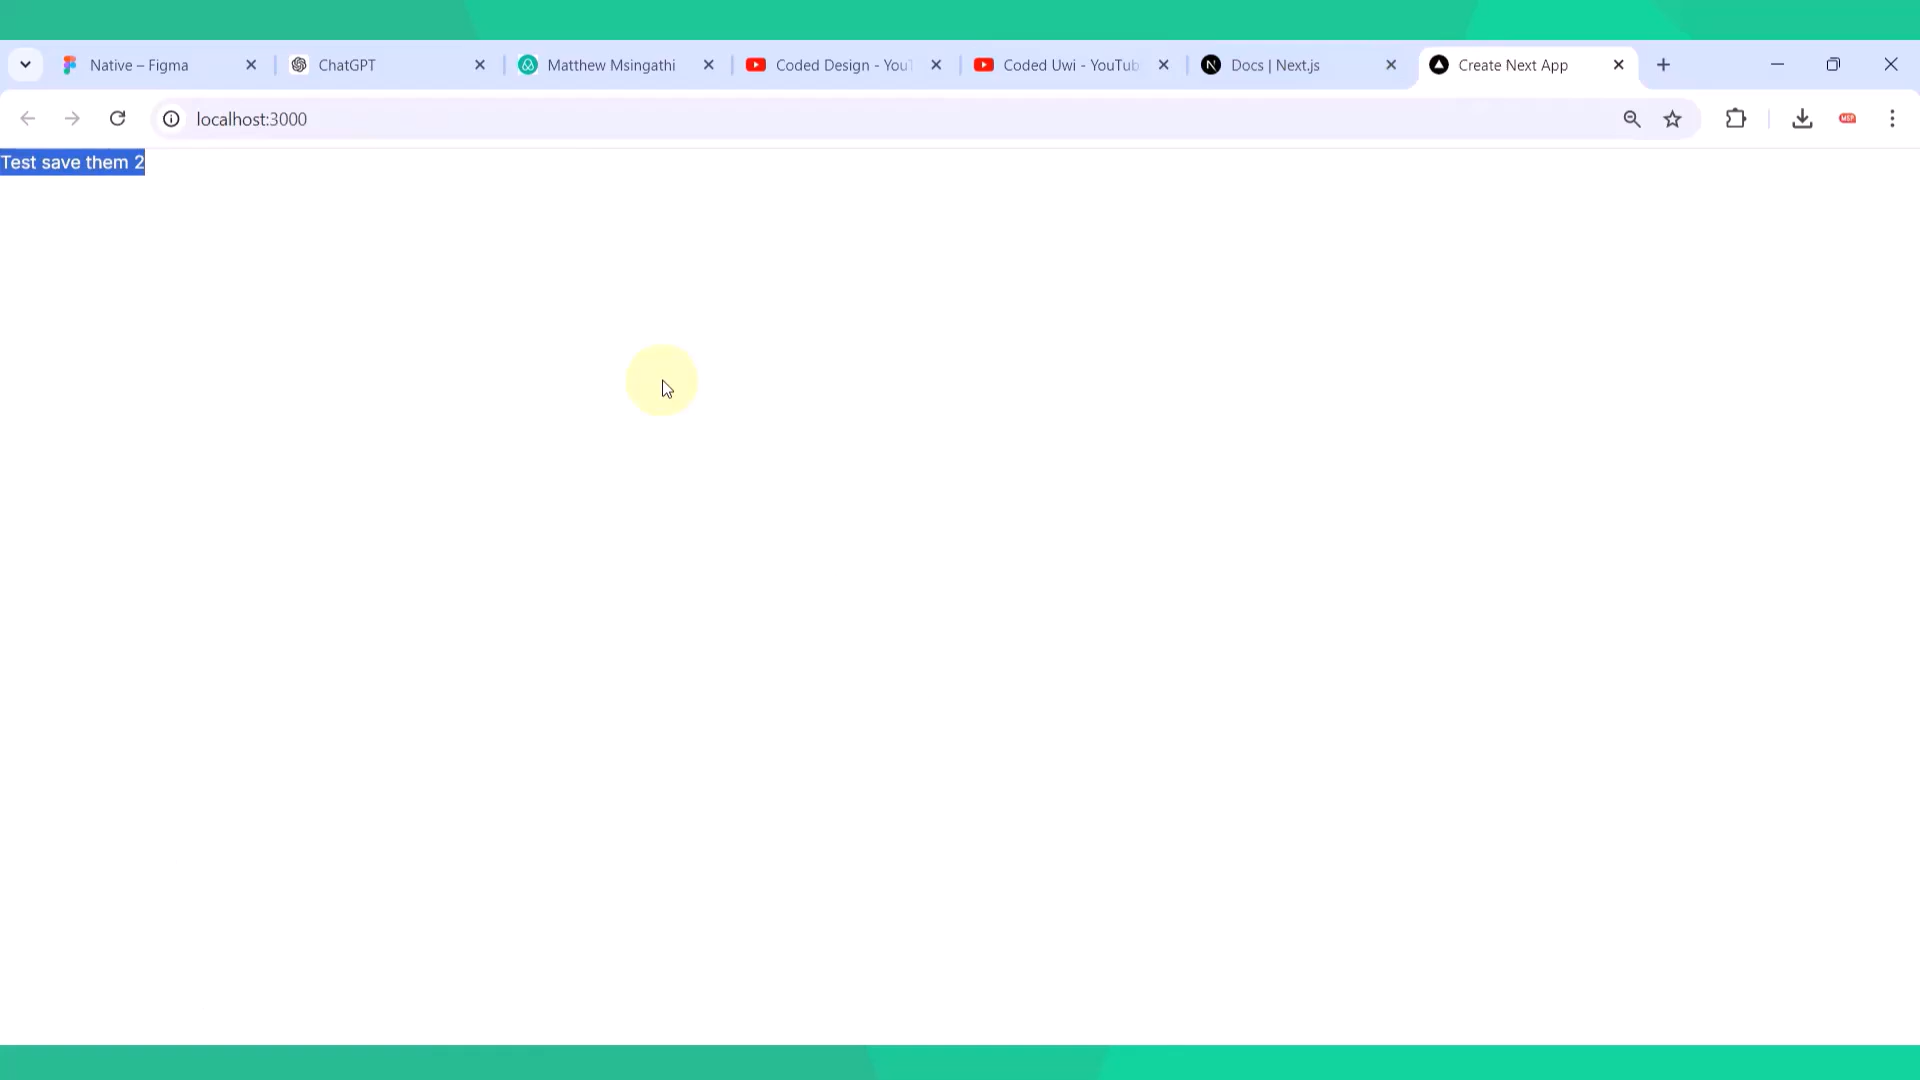 Native – Figma
ChatGPT
Matthew Msingathi
Coded Design - You
Coded Uwi - YouTub
Docs | Next.js
Create Next App
localhost:3000
Test save them 2